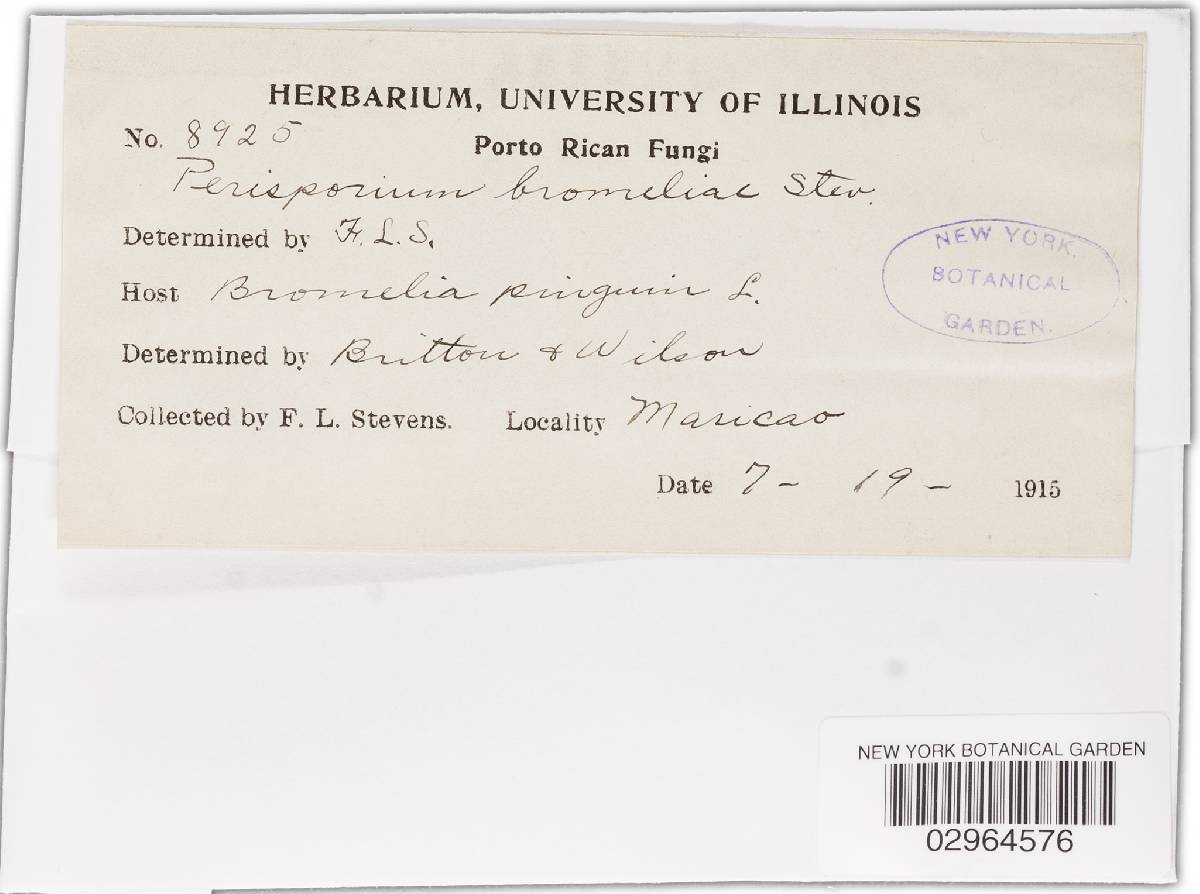 HERBARIUM, UNIVERSITY OF ILLINOIS
No. 8925
Porto Rican Fungi
Perisporium bromeliae Stev.
Determined by F. L. S.
Host Bromelia pinguin L.
Determined by Britton & Wilson
Collected by F. L. Stevens. Locality Maricao
Date 7 - 19 - 1915
NEW YORK
BOTANICAL
GARDEN.
NEW YORK BOTANICAL GARDEN
02964576